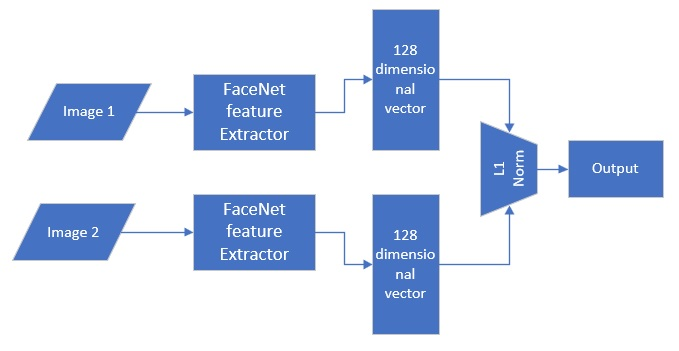 Image 1
FaceNet
feature
Extractor
128
dimensio
nal
vector
L1
Norm
Output
Image 2
FaceNet
feature
Extractor
128
dimensio
nal
vector